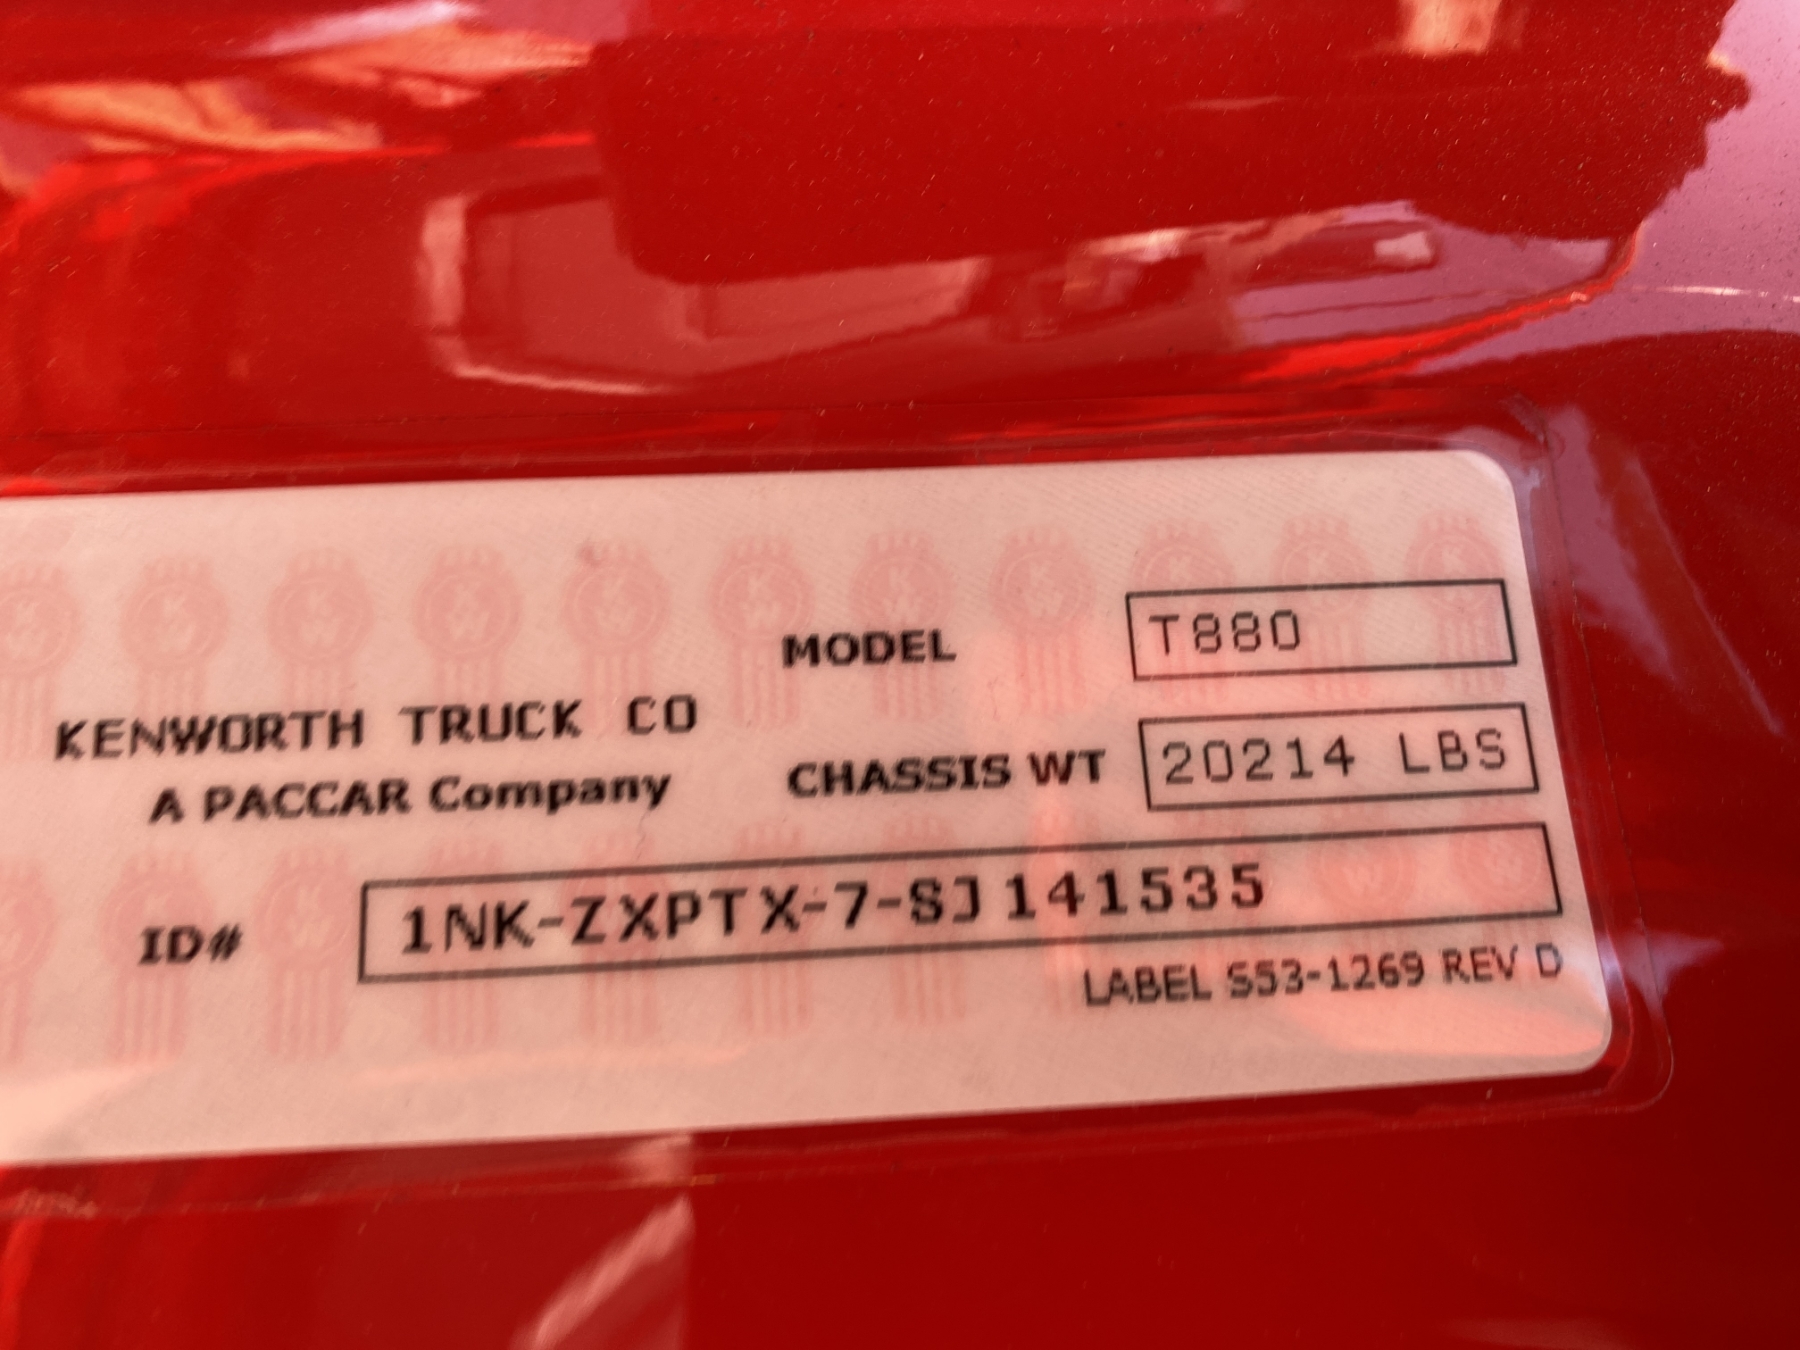 MODEL T880
KENWORTH TRUCK CO
A PACCAR Company
CHASSIS WT 20214 LBS
ID# 1NK-ZXPTX-7-SJ141535
LABEL S53-1269 REV D